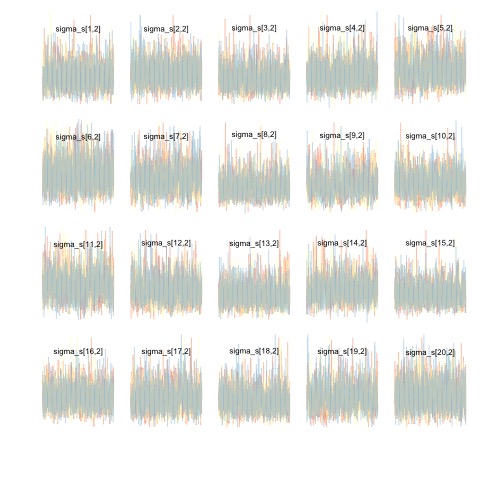 sigma_s[1,2] sigma_s[2,2] sigma_s[3,2] sigma_s[4,2] sigma_s[5,2]
sigma_s[6,2] sigma_s[7,2] sigma_s[8,2] sigma_s[9,2] sigma_s[10,2]
sigma_s[11,2] sigma_s[12,2] sigma_s[13,2] sigma_s[14,2] sigma_s[15,2]
sigma_s[16,2] sigma_s[17,2] sigma_s[18,2] sigma_s[19,2] sigma_s[20,2]